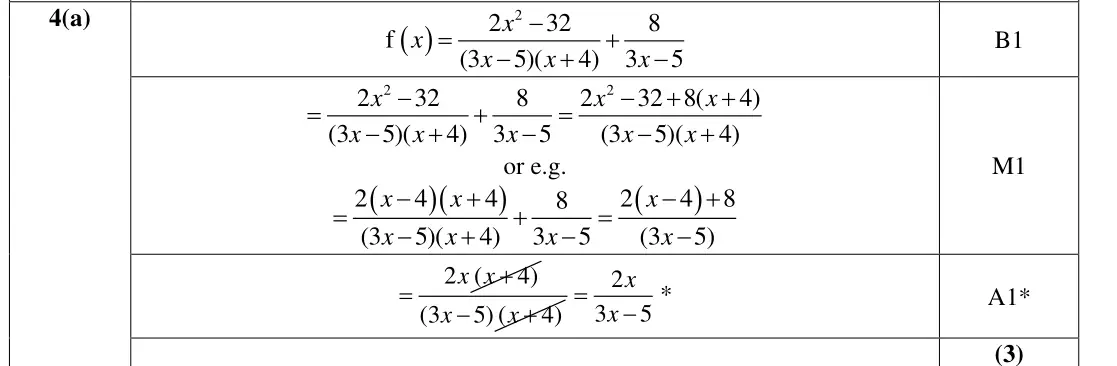 4(a)
f(x) = (2x² − 32)/((3x − 5)(x + 4)) + 8/(3x − 5)
B1
= (2x² − 32)/((3x − 5)(x + 4)) + 8/(3x − 5) = (2x² − 32 + 8(x + 4))/((3x − 5)(x + 4))
or e.g.
= (2(x − 4)(x + 4))/((3x − 5)(x + 4)) + 8/(3x − 5) = (2(x − 4) + 8)/((3x − 5))
M1
= (2x(x + 4))/((3x − 5)(x + 4)) = 2x/(3x − 5) *
A1*
(3)